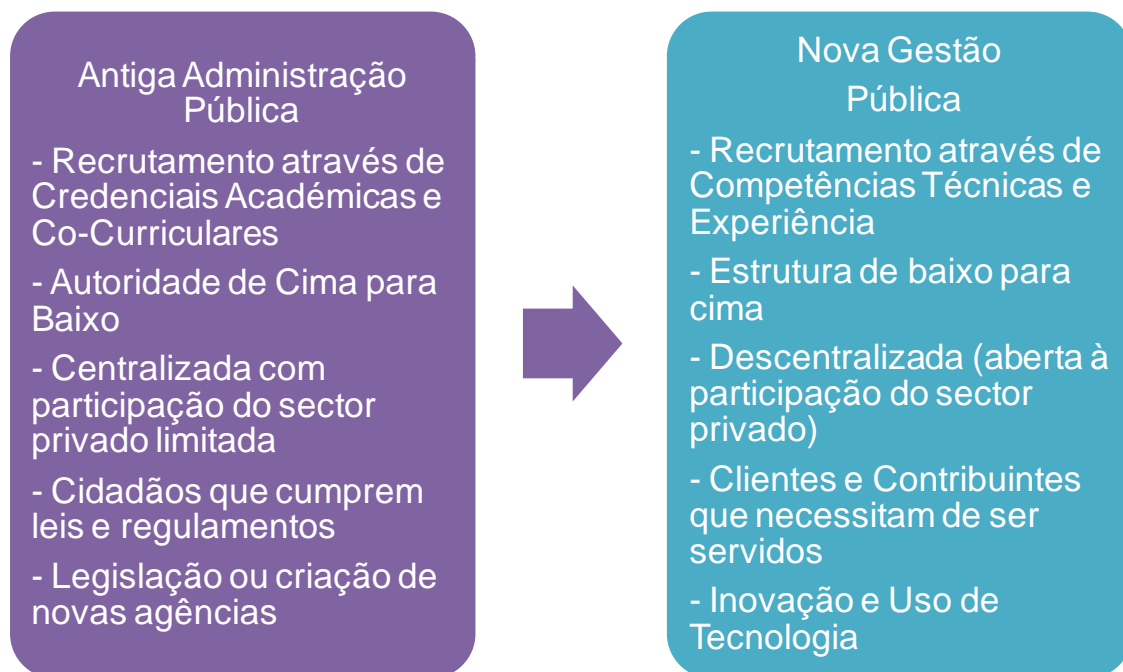 Antiga Administração
Pública
- Recrutamento através de
Credenciais Académicas e
Co-Curriculares
- Autoridade de Cima para
Baixo
- Centralizada com
participação do sector
privado limitada
- Cidadãos que cumprem
leis e regulamentos
- Legislação ou criação de
novas agências
Nova Gestão
Pública
- Recrutamento através de
Competências Técnicas e
Experiência
- Estrutura de baixo para
cima
- Descentralizada (aberta à
participação do sector
privado)
- Clientes e Contribuintes
que necessitam de ser
servidos
- Inovação e Uso de
Tecnologia